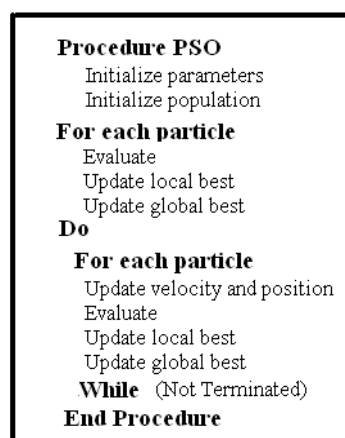 Procedure PSO
Initialize parameters
Initialize population
For each particle
Evaluate
Update local best
Update global best
Do
For each particle
Update velocity and position
Evaluate
Update local best
Update global best
While (Not Terminated)
End Procedure